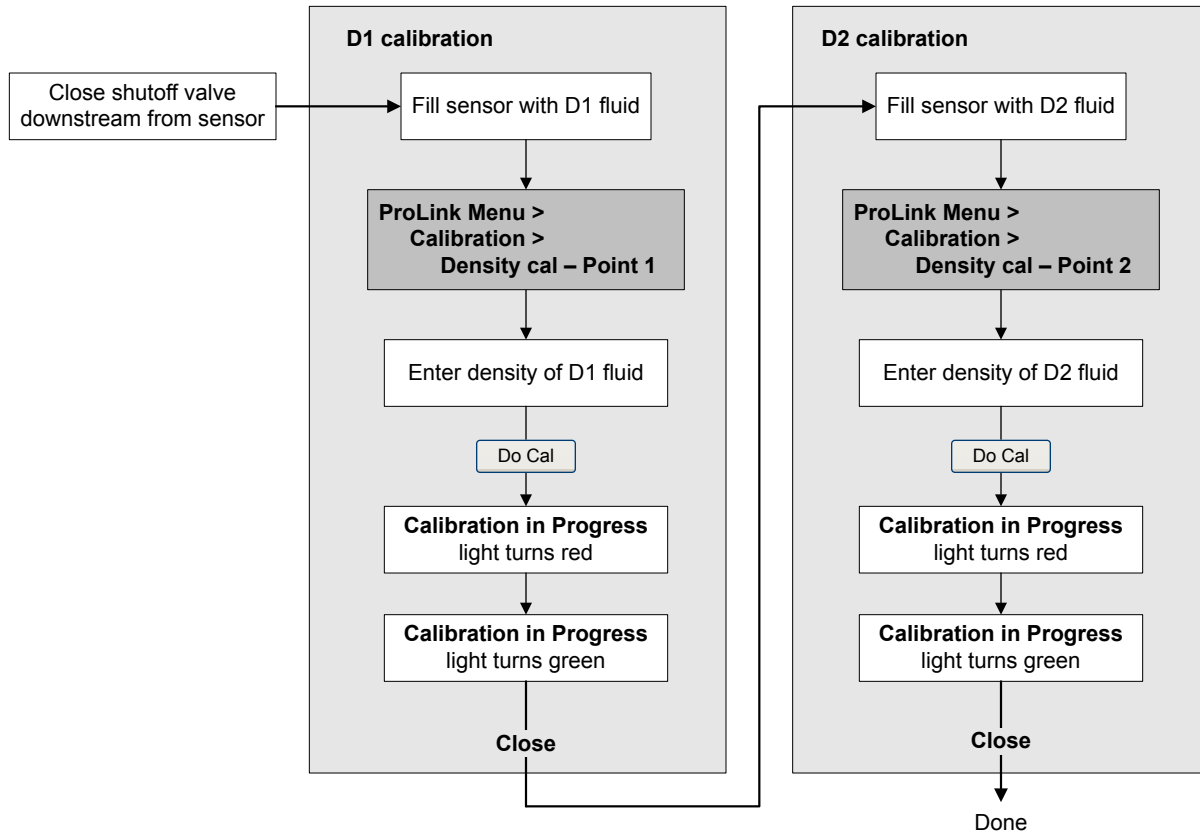 Close shutoff valve
downstream from sensor
D1 calibration
Fill sensor with D1 fluid
ProLink Menu >
Calibration >
Density cal – Point 1
Enter density of D1 fluid
Do Cal
Calibration in Progress
light turns red
Calibration in Progress
light turns green
Close
D2 calibration
Fill sensor with D2 fluid
ProLink Menu >
Calibration >
Density cal – Point 2
Enter density of D2 fluid
Do Cal
Calibration in Progress
light turns red
Calibration in Progress
light turns green
Close
Done